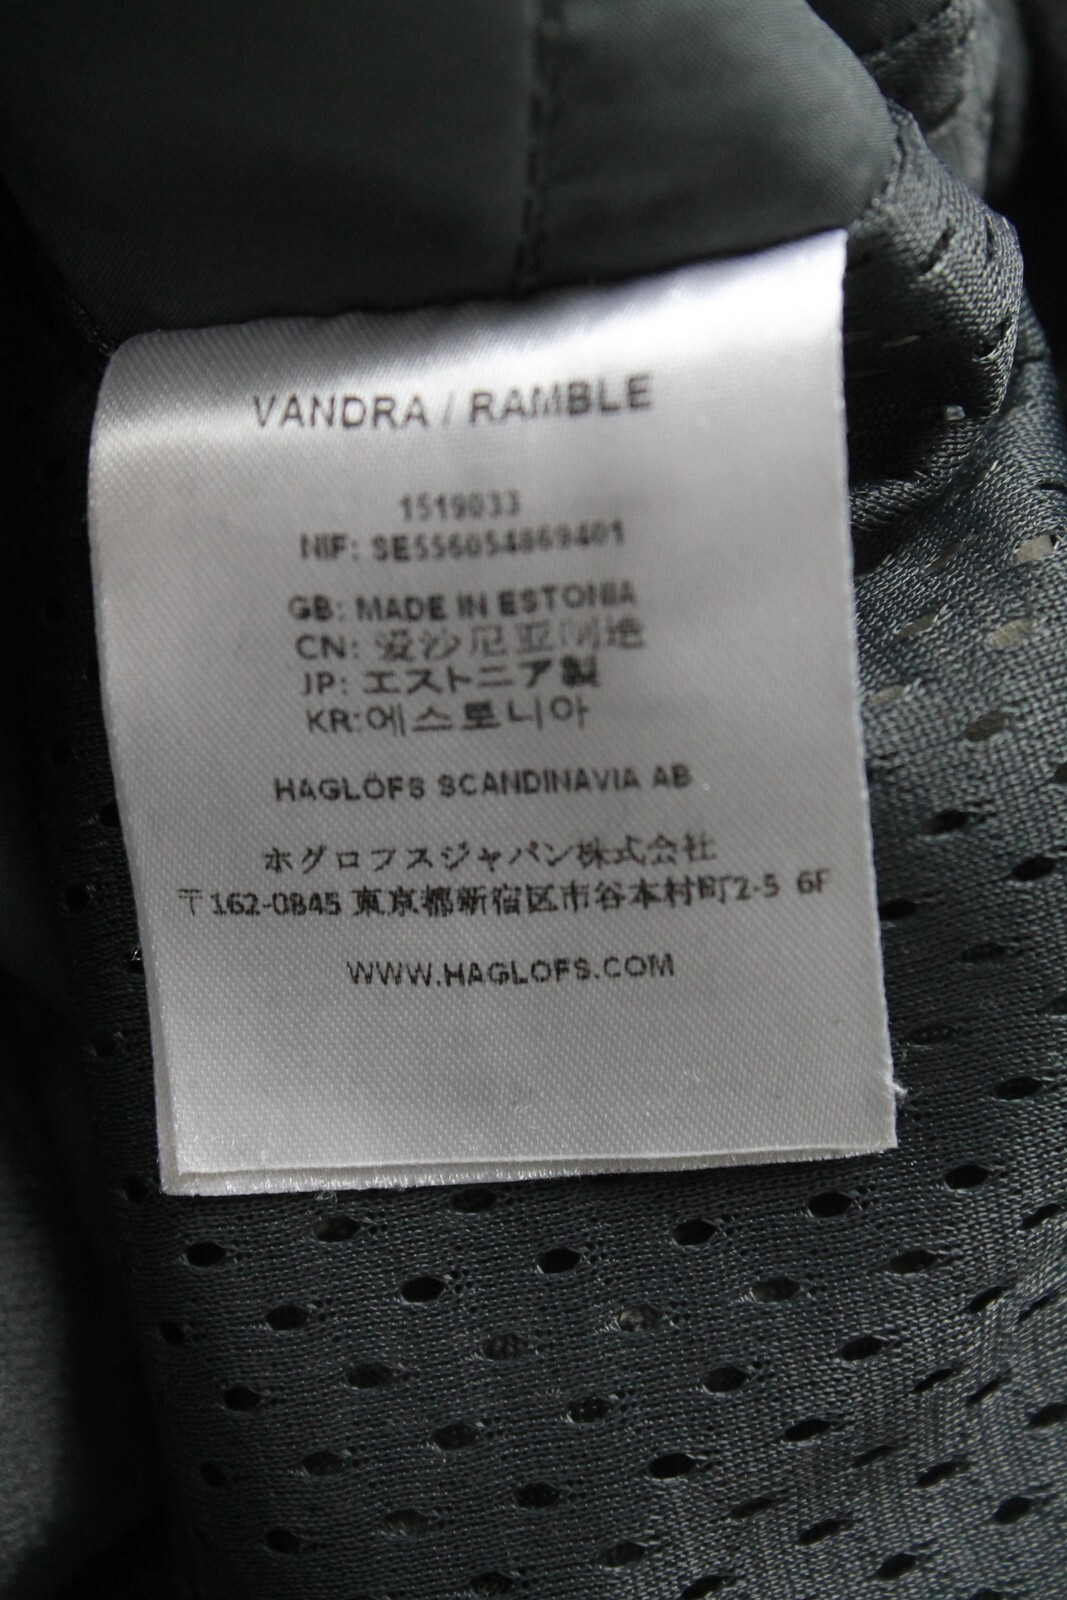 VANDRA / RAMBLE
1519033
NIF: SE556054869401
GB: MADE IN ESTONIA
CN: 爱沙尼亚制造
JP: エストニア製
KR:에스토니아
HAGLÖFS SCANDINAVIA AB
ホグロフスジャパン株式会社
〒162-0845 東京都新宿区市谷本村町2-5 6F
WWW.HAGLOFS.COM